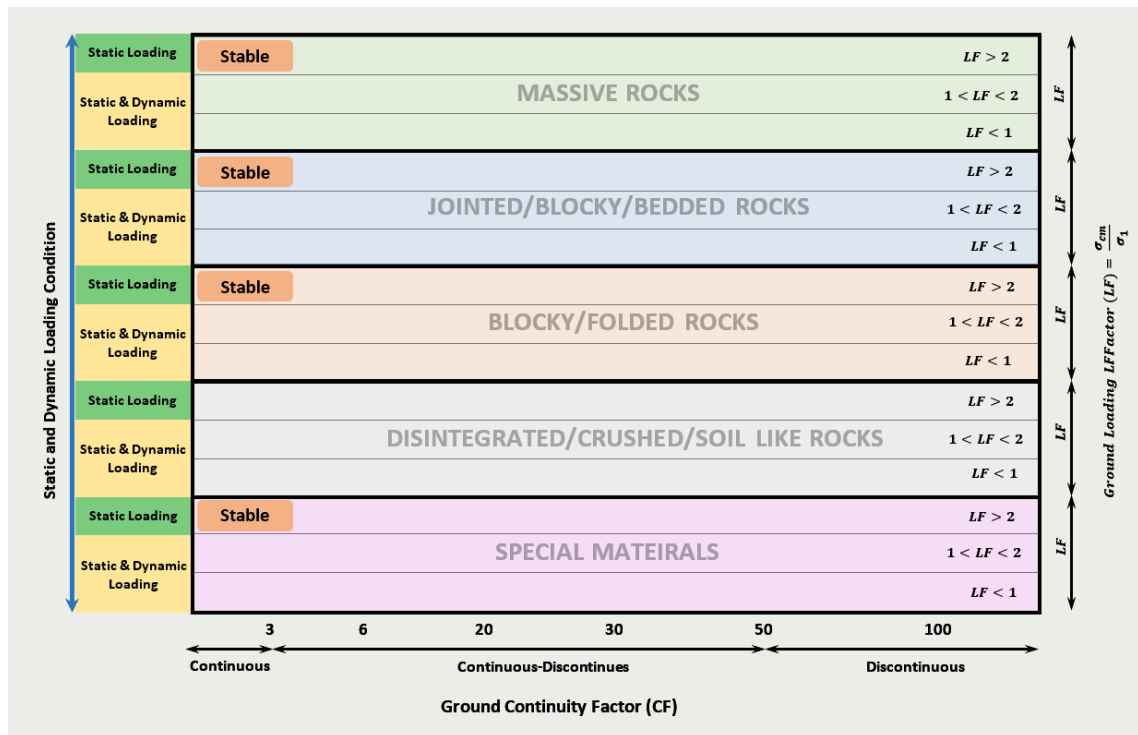 Static and Dynamic Loading Condition
Static Loading
Stable
LF > 2
Static & Dynamic
Loading
MASSIVE ROCKS
1 < LF < 2
LF < 1
LF
Static Loading
Stable
LF > 2
Static & Dynamic
Loading
JOINTED/BLOCKY/BEDDED ROCKS
1 < LF < 2
LF < 1
LF
Static Loading
Stable
LF > 2
Static & Dynamic
Loading
BLOCKY/FOLDED ROCKS
1 < LF < 2
LF < 1
LF
Static Loading
LF > 2
Static & Dynamic
Loading
DISINTEGRATED/CRUSHED/SOIL LIKE ROCKS
1 < LF < 2
LF < 1
LF
Static Loading
Stable
LF > 2
Static & Dynamic
Loading
SPECIAL MATEIRALS
1 < LF < 2
LF < 1
LF
Ground Loading LFFactor (LF) = σcm/σ1
3 6 20 30 50 100
Continuous Continuous-Discontinues Discontinuous
Ground Continuity Factor (CF)